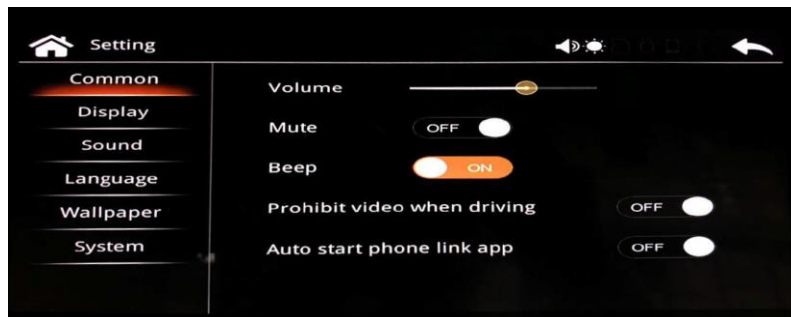 Setting
Common
Display
Sound
Language
Wallpaper
System
Volume
Mute OFF
Beep ON
Prohibit video when driving OFF
Auto start phone link app OFF